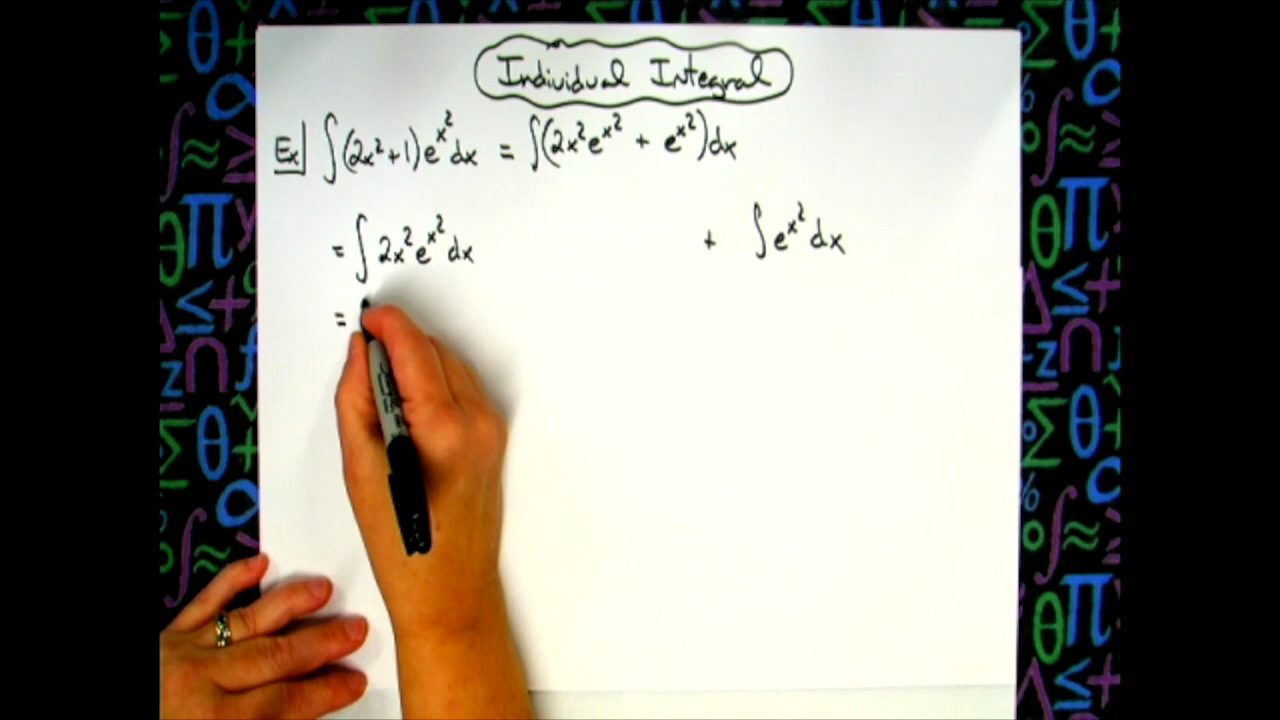 Individual Integral
Ex ∫(2x²+1)e^{x²}dx = ∫(2x²e^{x²} + e^{x²})dx
= ∫2x²e^{x²}dx + ∫e^{x²}dx
=